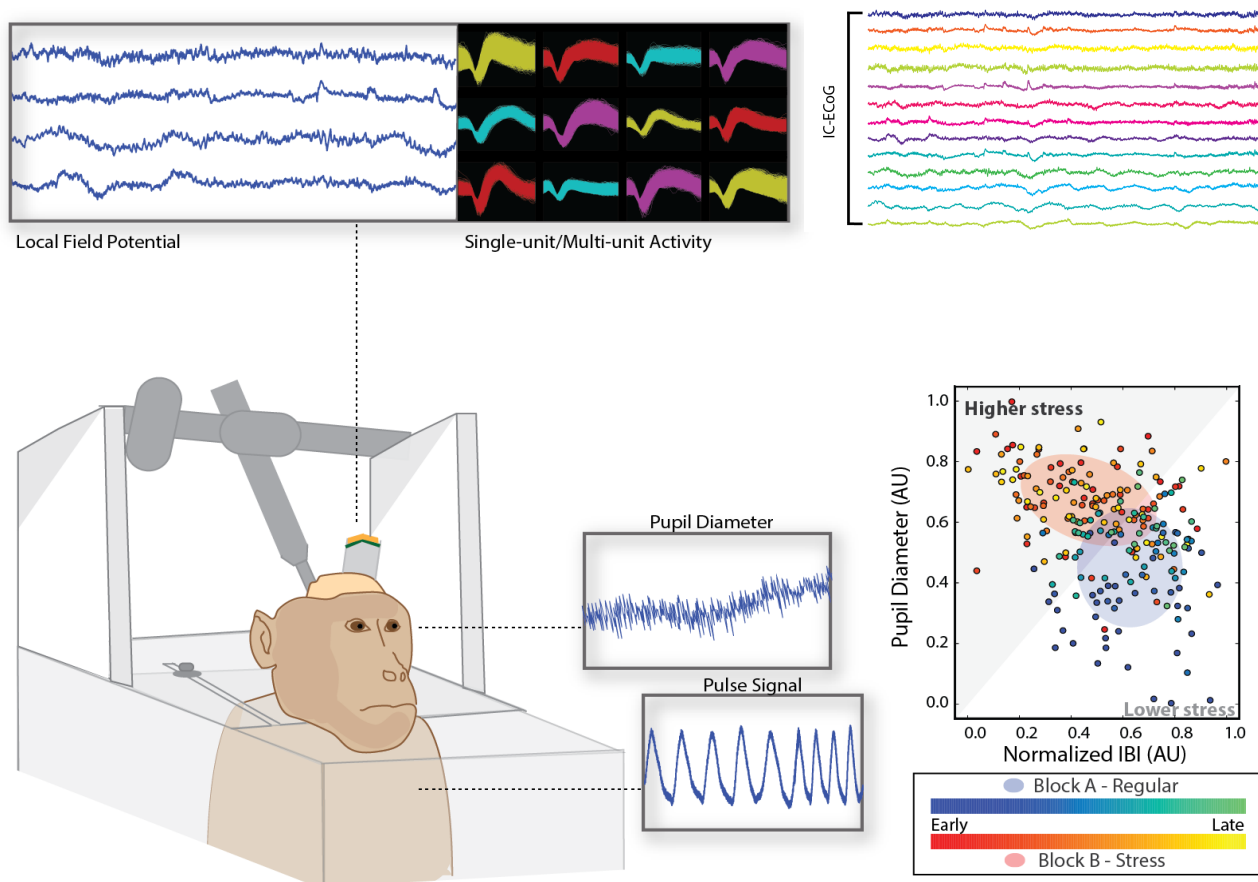 Local Field Potential
Single-unit/Multi-unit Activity
IC-ECoG
Pupil Diameter
Pulse Signal
Higher stress
Lower stress
Pupil Diameter (AU)
1.0
0.8
0.6
0.4
0.2
0.0
0.0 0.2 0.4 0.6 0.8 1.0
Normalized IBI (AU)
Block A - Regular
Early Late
Block B - Stress